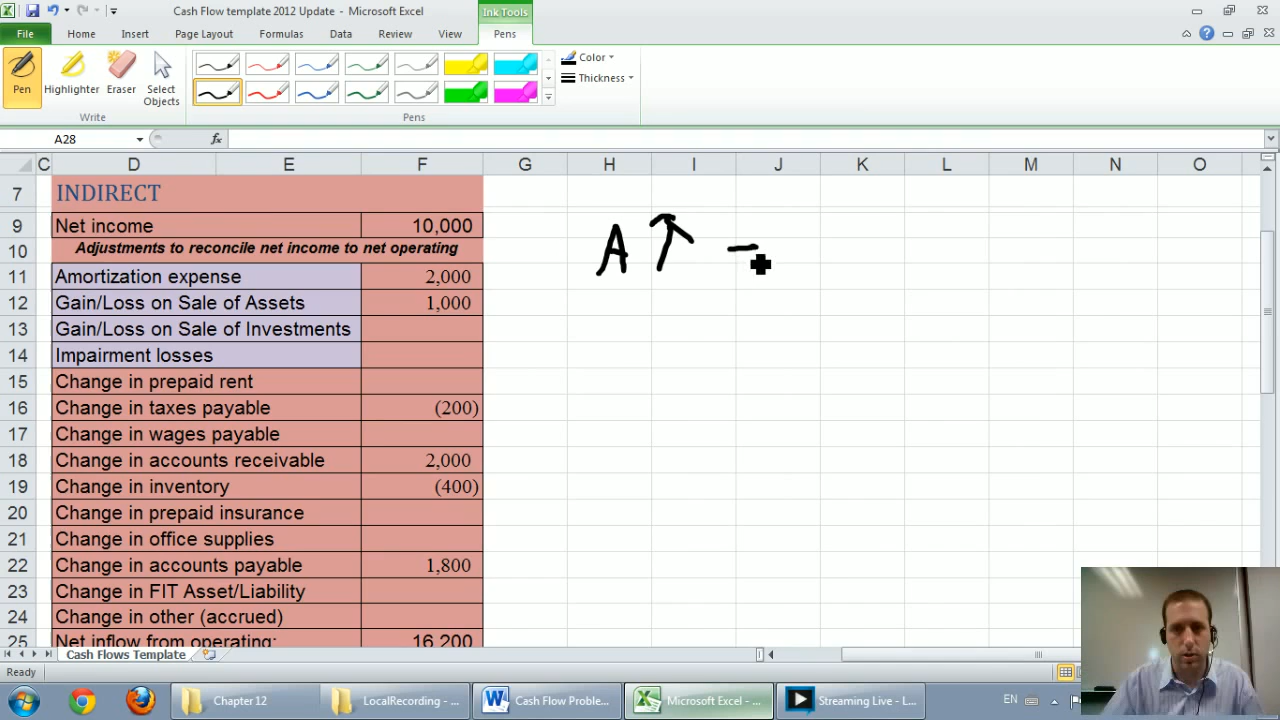 Cash Flow template 2012 Update - Microsoft Excel
Ink Tools
File Home Insert Page Layout Formulas Data Review View Pens
Pen Highlighter Eraser Select Objects
Color
Thickness
Write Pens
A28 fx
C D E F G H I J K L M N O
7 INDIRECT
9 Net income 10,000
10 Adjustments to reconcile net income to net operating
11 Amortization expense 2,000
12 Gain/Loss on Sale of Assets 1,000
13 Gain/Loss on Sale of Investments
14 Impairment losses
15 Change in prepaid rent
16 Change in taxes payable (200)
17 Change in wages payable
18 Change in accounts receivable 2,000
19 Change in inventory (400)
20 Change in prepaid insurance
21 Change in office supplies
22 Change in accounts payable 1,800
23 Change in FIT Asset/Liability
24 Change in other (accrued)
25 Net inflow from operating: 16,200
A ↑ –
Cash Flows Template
Ready
Chapter 12 LocalRecording -... Cash Flow Proble... Microsoft Excel -... Streaming Live - L... EN